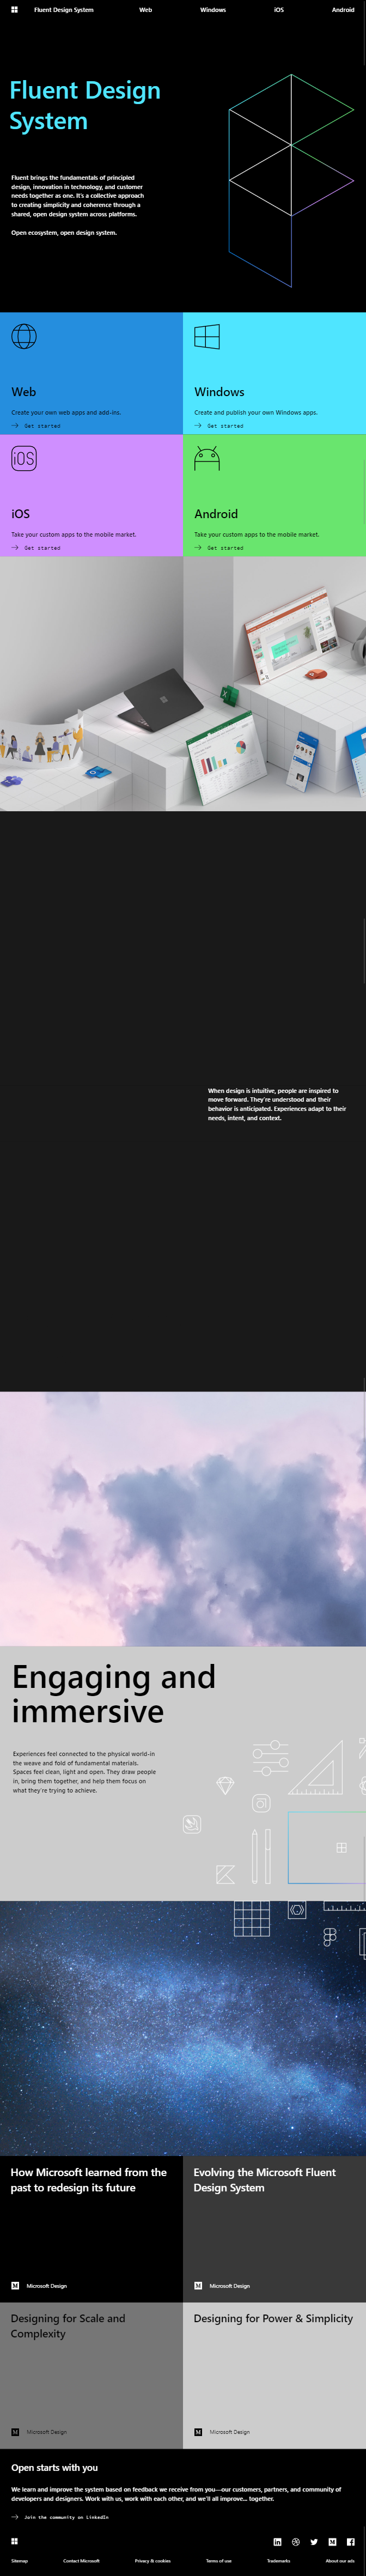 Fluent Design System Web Windows iOS Android
Fluent Design
System
Fluent brings the fundamentals of principled
design, innovation in technology, and customer
needs together as one. It's a collective approach
to creating simplicity and coherence through a
shared, open design system across platforms.
Open ecosystem, open design system.
Web
Create your own web apps and add-ins.
Get started
Windows
Create and publish your own Windows apps.
Get started
iOS
iOS
Take your custom apps to the mobile market.
Get started
Android
Take your custom apps to the mobile market.
Get started
When design is intuitive, people are inspired to
move forward. They're understood and their
behavior is anticipated. Experiences adapt to their
needs, intent, and context.
Engaging and
immersive
Experiences feel connected to the physical world-in
the weave and fold of fundamental materials.
Spaces feel clean, light and open. They draw people
in, bring them together, and help them focus on
what they're trying to achieve.
How Microsoft learned from the
past to redesign its future
Microsoft Design
Evolving the Microsoft Fluent
Design System
Microsoft Design
Designing for Scale and
Complexity
Microsoft Design
Designing for Power & Simplicity
Microsoft Design
Open starts with you
We learn and improve the system based on feedback we receive from you—our customers, partners, and community of
developers and designers. Work with us, work with each other, and we'll all improve... together.
Join the community on LinkedIn
Sitemap Contact Microsoft Privacy & cookies Terms of use Trademarks About our ads